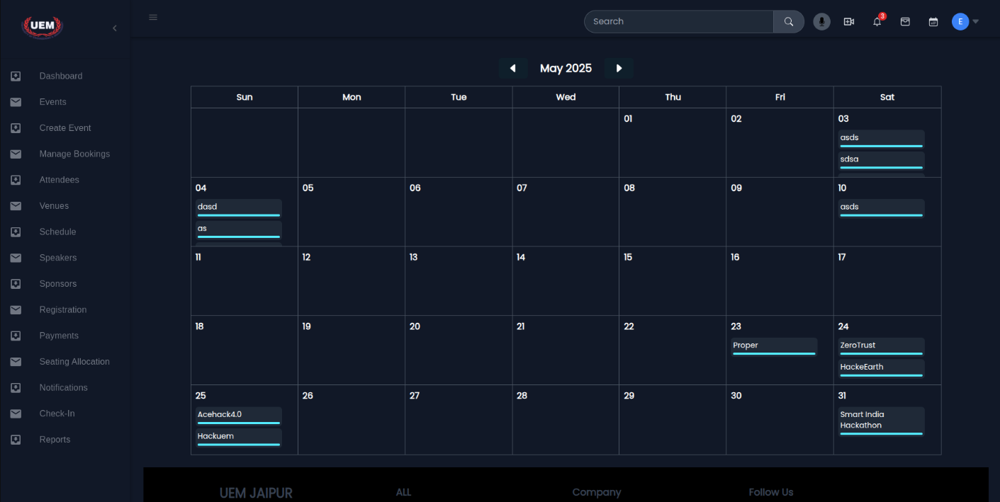 UEM
Search
3
E
Dashboard
Events
Create Event
Manage Bookings
Attendees
Venues
Schedule
Speakers
Sponsors
Registration
Payments
Seating Allocation
Notifications
Check-In
Reports
May 2025
Sun Mon Tue Wed Thu Fri Sat
01 02 03
asds
sdsa
04 05 06 07 08 09 10
dasd asds
as
11 12 13 14 15 16 17
18 19 20 21 22 23 24
Proper ZeroTrust
HackeEarth
25 26 27 28 29 30 31
Acehack4.0 Smart India
Hackathon
Hackuem
UEM JAIPUR ALL Company Follow Us